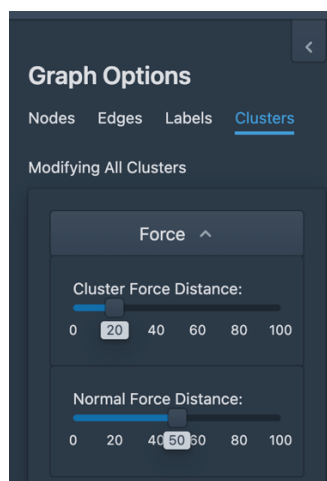 Graph Options
Nodes Edges Labels Clusters
Modifying All Clusters
Force
Cluster Force Distance:
0 20 40 60 80 100
Normal Force Distance:
0 20 40 50 60 80 100